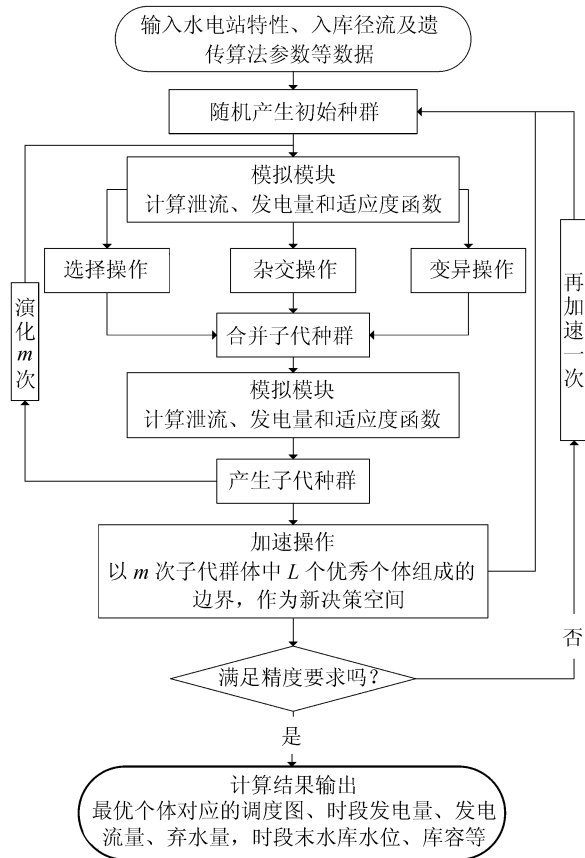 输入水电站特性、入库径流及遗
传算法参数等数据
随机产生初始种群
模拟模块
计算泄流、发电量和适应度函数
选择操作
杂交操作
变异操作
演化 m 次
再加速一次
合并子代种群
模拟模块
计算泄流、发电量和适应度函数
产生子代种群
加速操作
以 m 次子代群体中 L 个优秀个体组成的
边界，作为新决策空间
否
满足精度要求吗？
是
计算结果输出
最优个体对应的调度图、时段发电量、发电
流量、弃水量，时段末水库水位、库容等